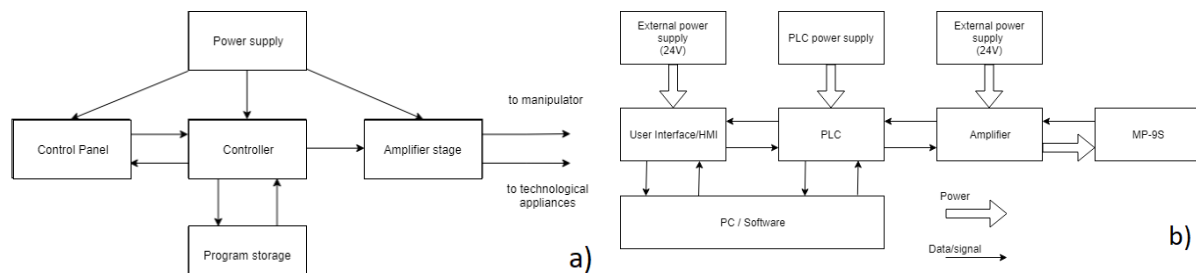 Power supply
to manipulator
Control Panel
Controller
Amplifier stage
to technological
appliances
Program storage
a)
External power
supply
(24V)
PLC power supply
External power
supply
(24V)
User Interface/HMI
PLC
Amplifier
MP-9S
PC / Software
Power
Data/signal
b)